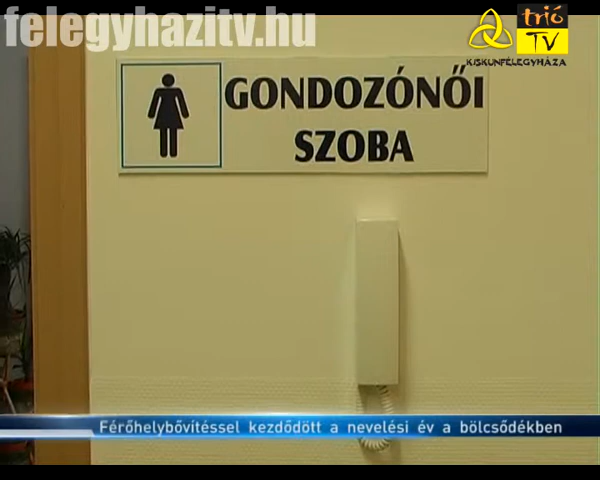 felegyhazitv.hu
trió
TV
KISKUNFÉLEGYHÁZA
GONDOZÓNŐI
SZOBA
Férőhelybővítéssel kezdődött a nevelési év a bölcsődékben